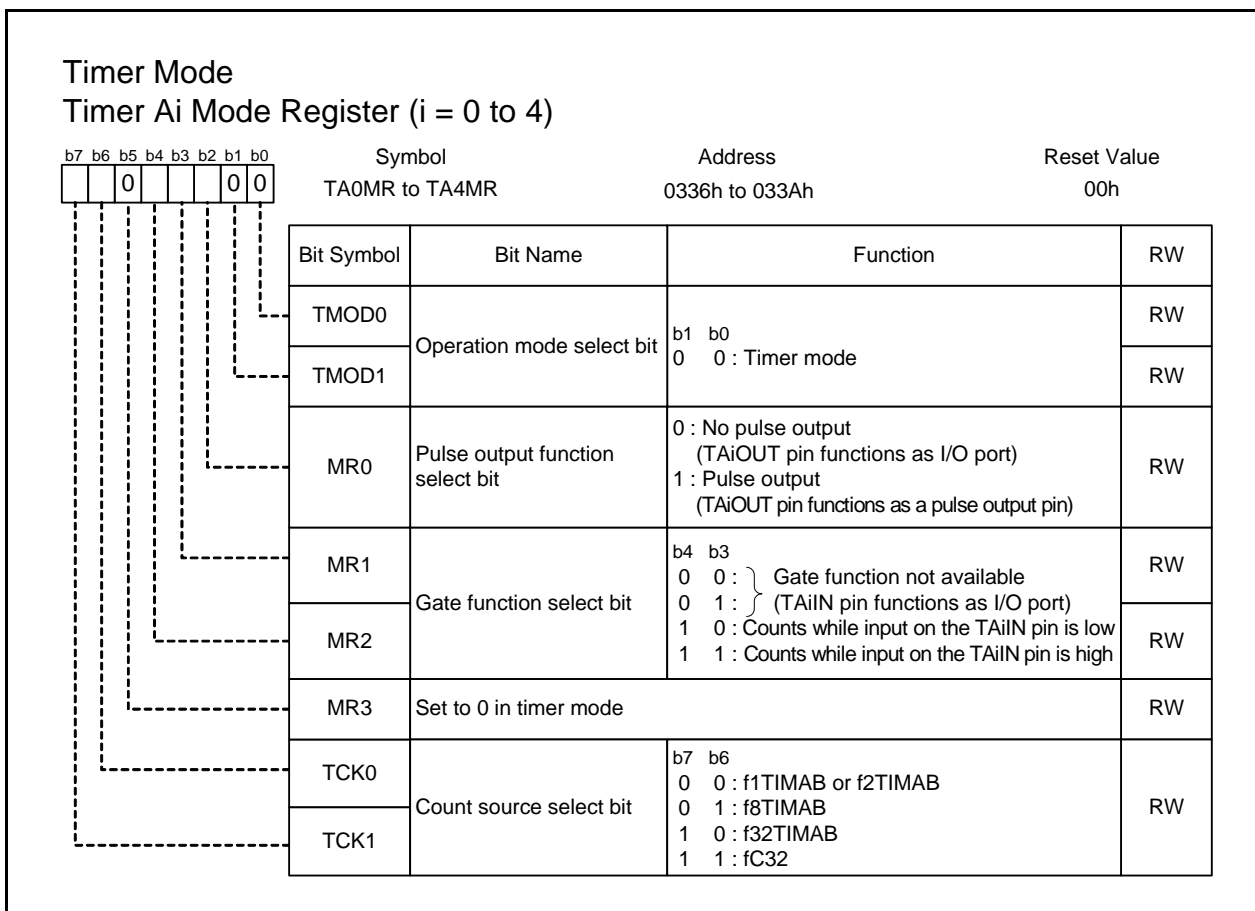 Timer Mode
Timer Ai Mode Register (i = 0 to 4)
b7 b6 b5 b4 b3 b2 b1 b0
Symbol Address Reset Value
0 0 0
TA0MR to TA4MR 0336h to 033Ah 00h
Bit Symbol Bit Name Function RW
TMOD0 RW
Operation mode select bit
b1 b0
0 0 : Timer mode
TMOD1 RW
MR0
Pulse output function
select bit
0 : No pulse output
(TAiOUT pin functions as I/O port)
1 : Pulse output
(TAiOUT pin functions as a pulse output pin)
RW
MR1 RW
Gate function select bit
b4 b3
0 0 : } Gate function not available
0 1 : (TAiIN pin functions as I/O port)
1 0 : Counts while input on the TAiIN pin is low
1 1 : Counts while input on the TAiIN pin is high
MR2 RW
MR3 Set to 0 in timer mode RW
TCK0
Count source select bit
b7 b6
0 0 : f1TIMAB or f2TIMAB
0 1 : f8TIMAB
1 0 : f32TIMAB
1 1 : fC32
RW
TCK1